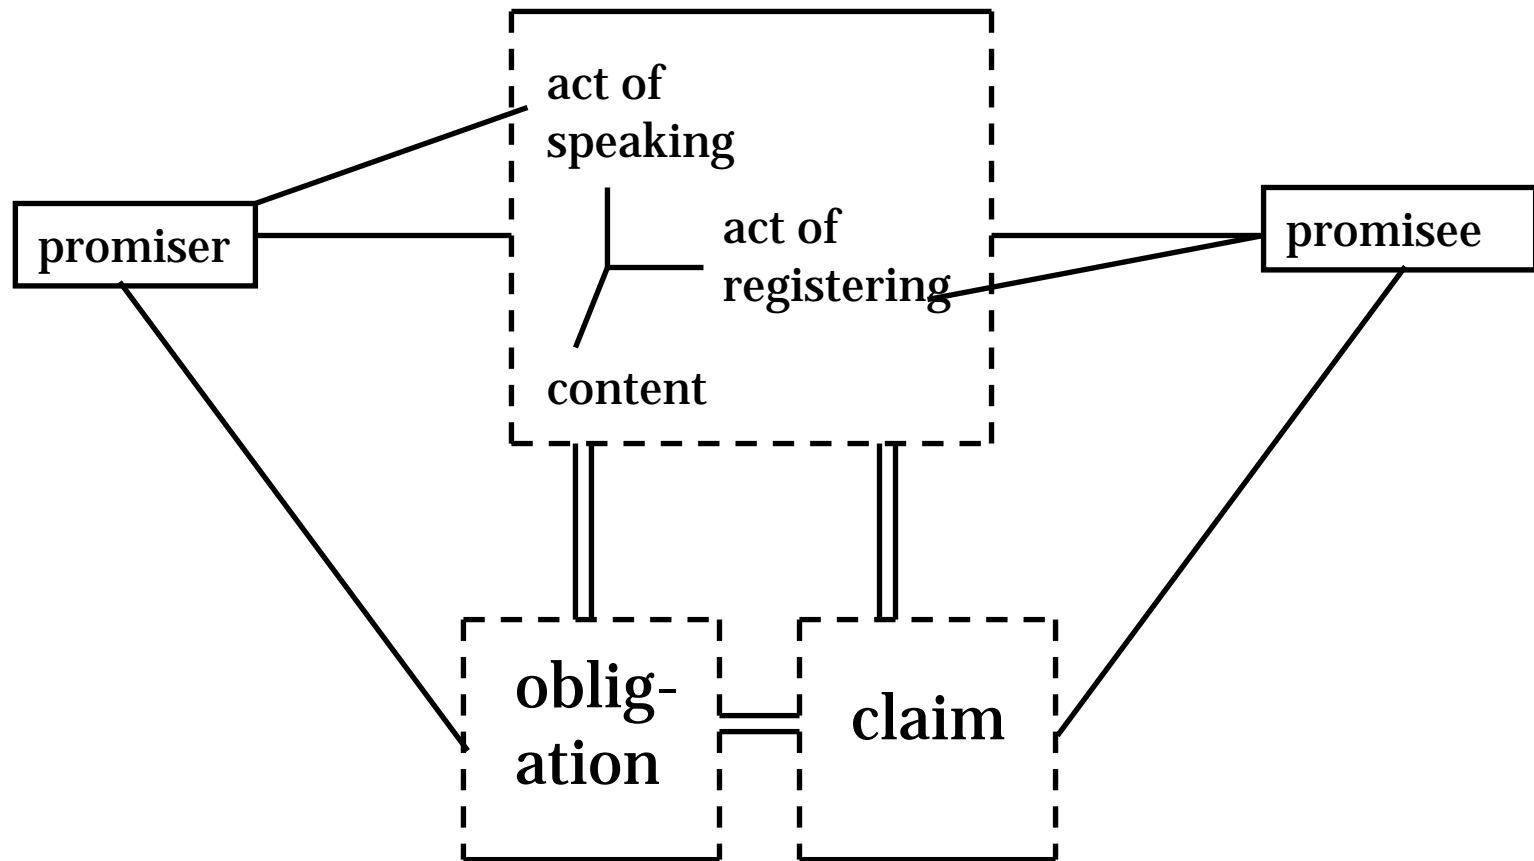 act of
speaking
promiser
act of
registering
promisee
content
oblig-
ation
claim